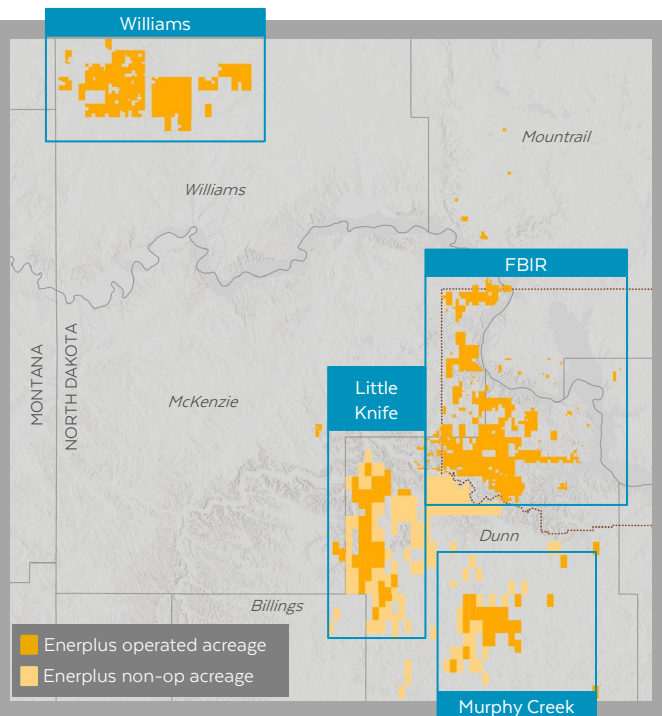 Williams
Mountrail
Williams
FBIR
MONTANA
NORTH DAKOTA
Little
Knife
McKenzie
Dunn
Billings
Enerplus operated acreage
Enerplus non-op acreage
Murphy Creek